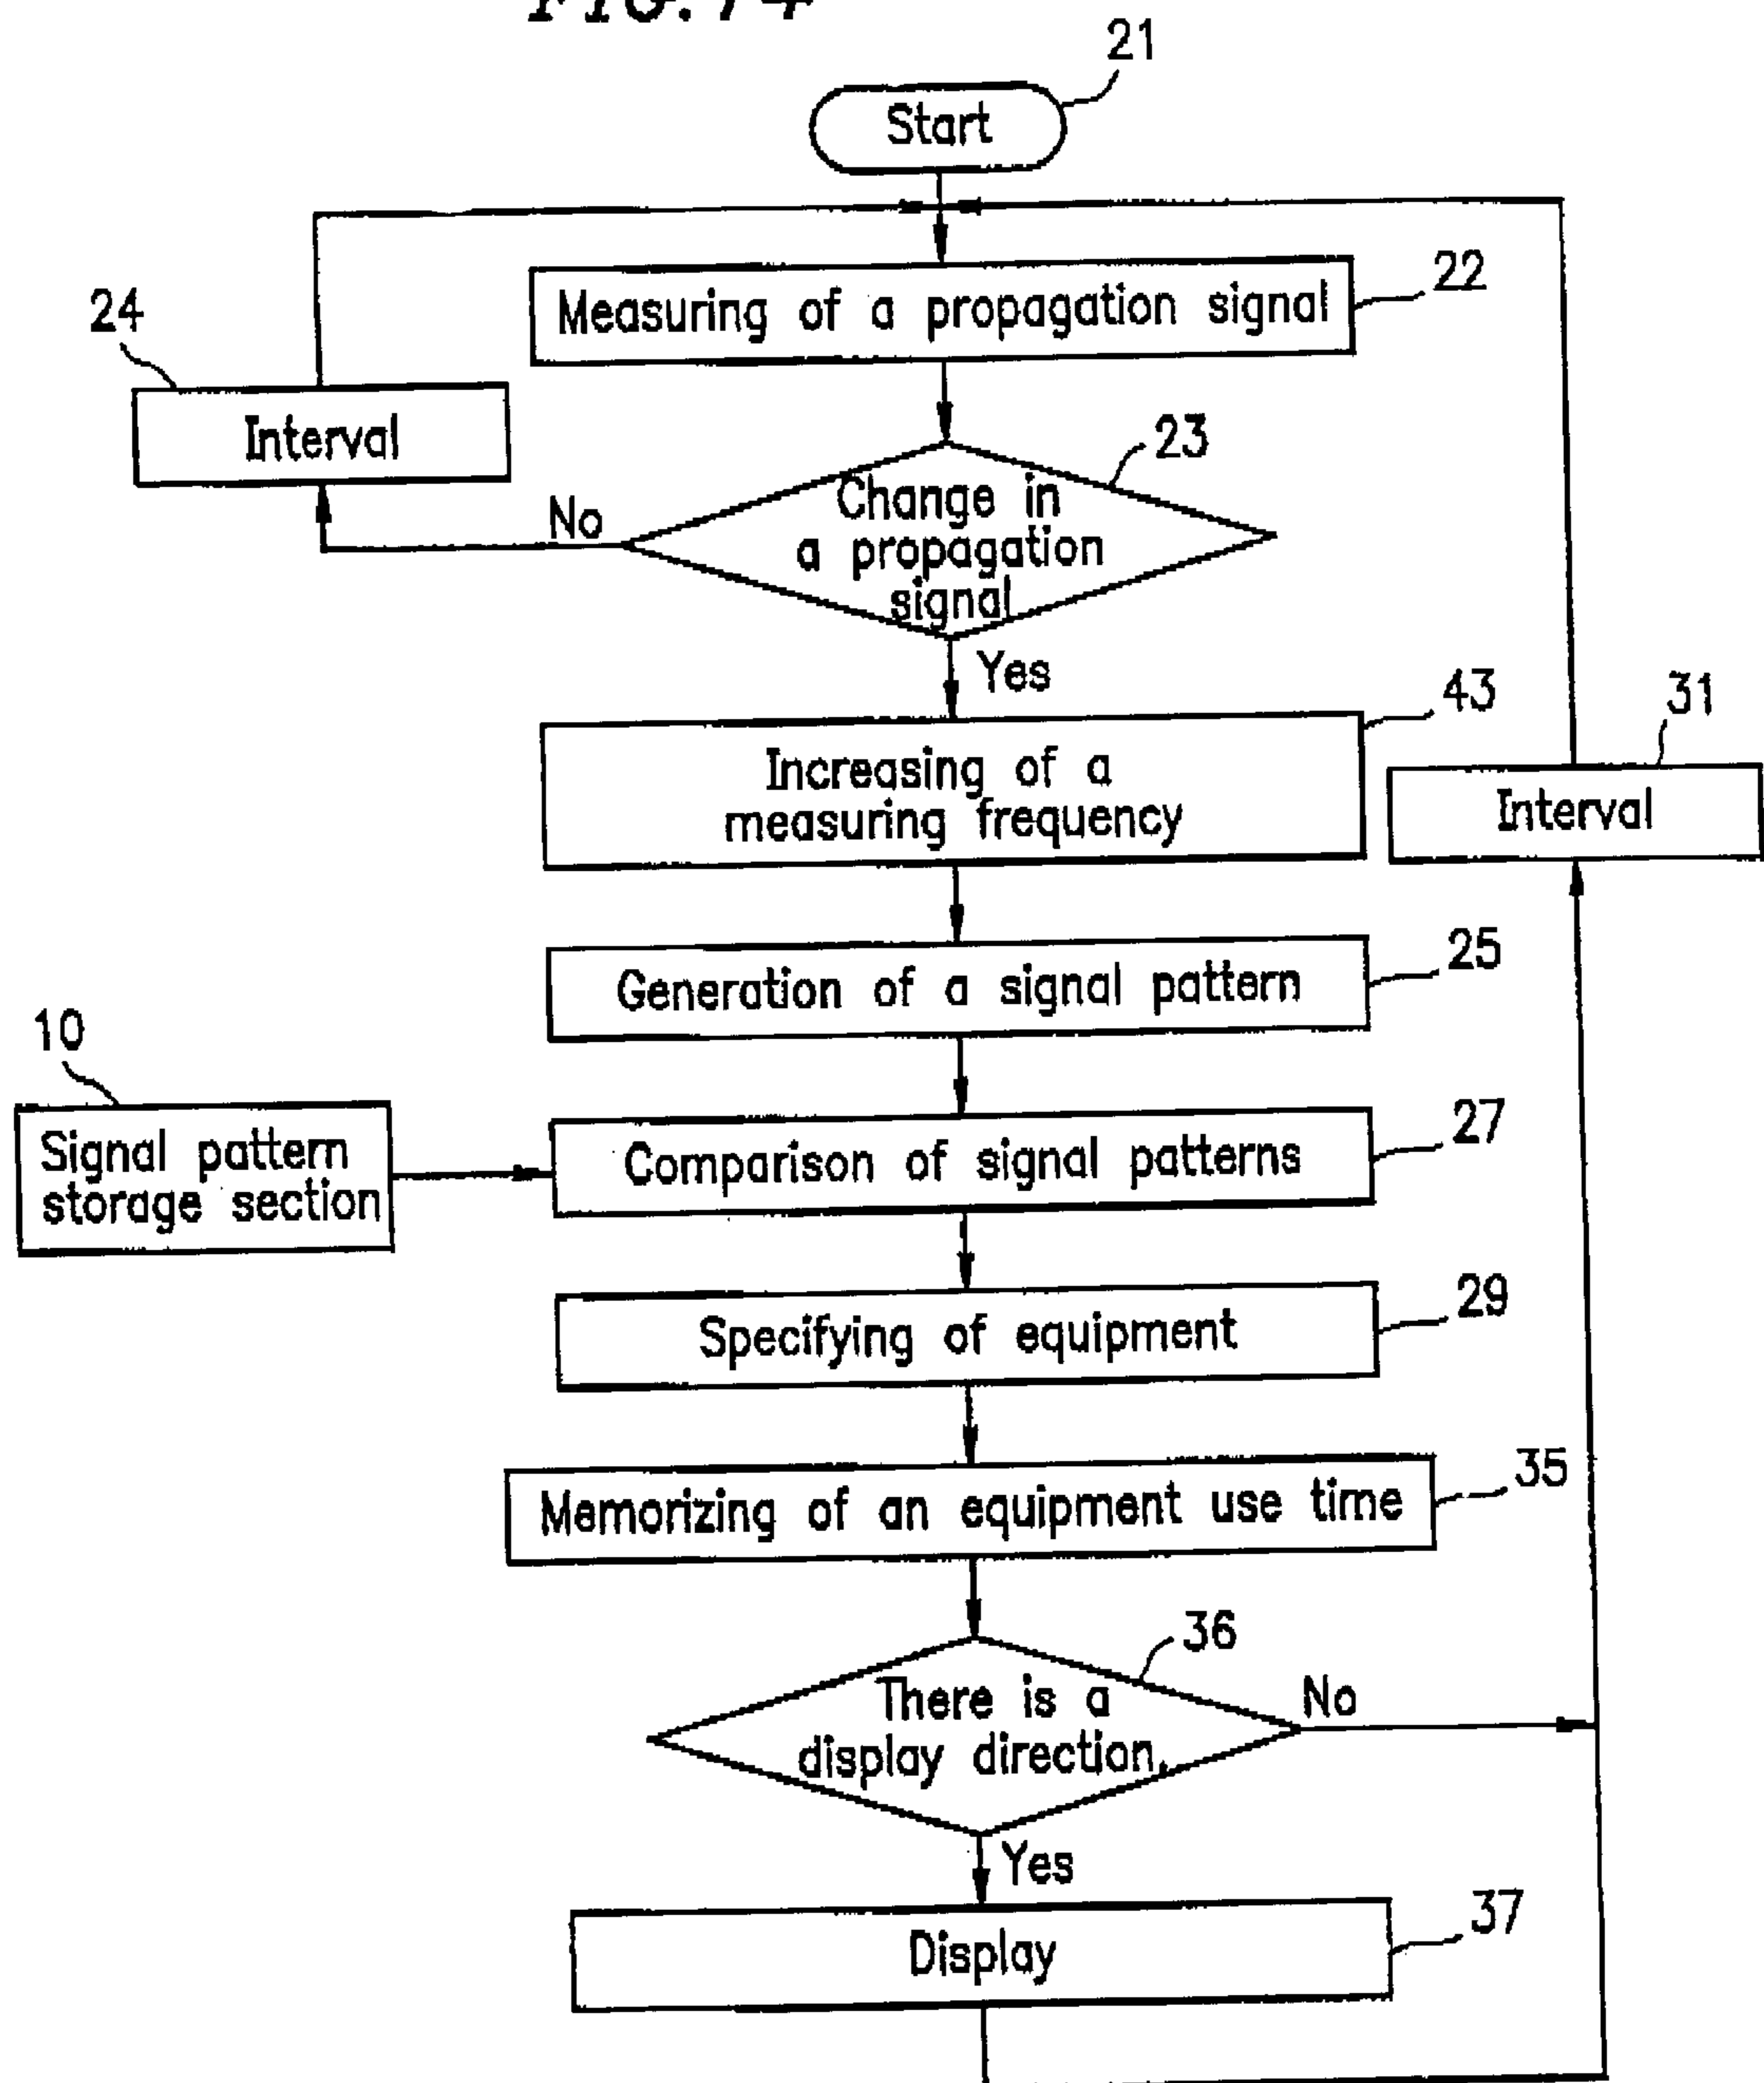 21
Start
22
Measuring of a propagation signal
24
Interval
23
Change in
a propagation
signal
No
Yes
43
Increasing of a
measuring frequency
31
Interval
25
Generation of a signal pattern
10
Signal pattern
storage section
27
Comparison of signal patterns
29
Specifying of equipment
35
Memorizing of an equipment use time
36
There is a
display direction.
No
Yes
37
Display